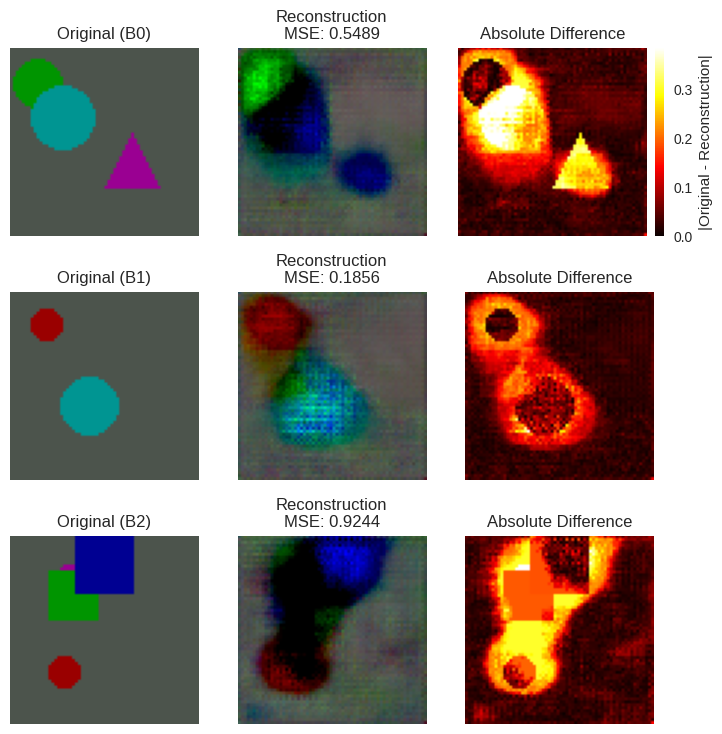 Original (B0)
Reconstruction
MSE: 0.5489
Absolute Difference
0.3
0.2
0.1
0.0
|Original - Reconstruction|
Original (B1)
Reconstruction
MSE: 0.1856
Absolute Difference
Original (B2)
Reconstruction
MSE: 0.9244
Absolute Difference